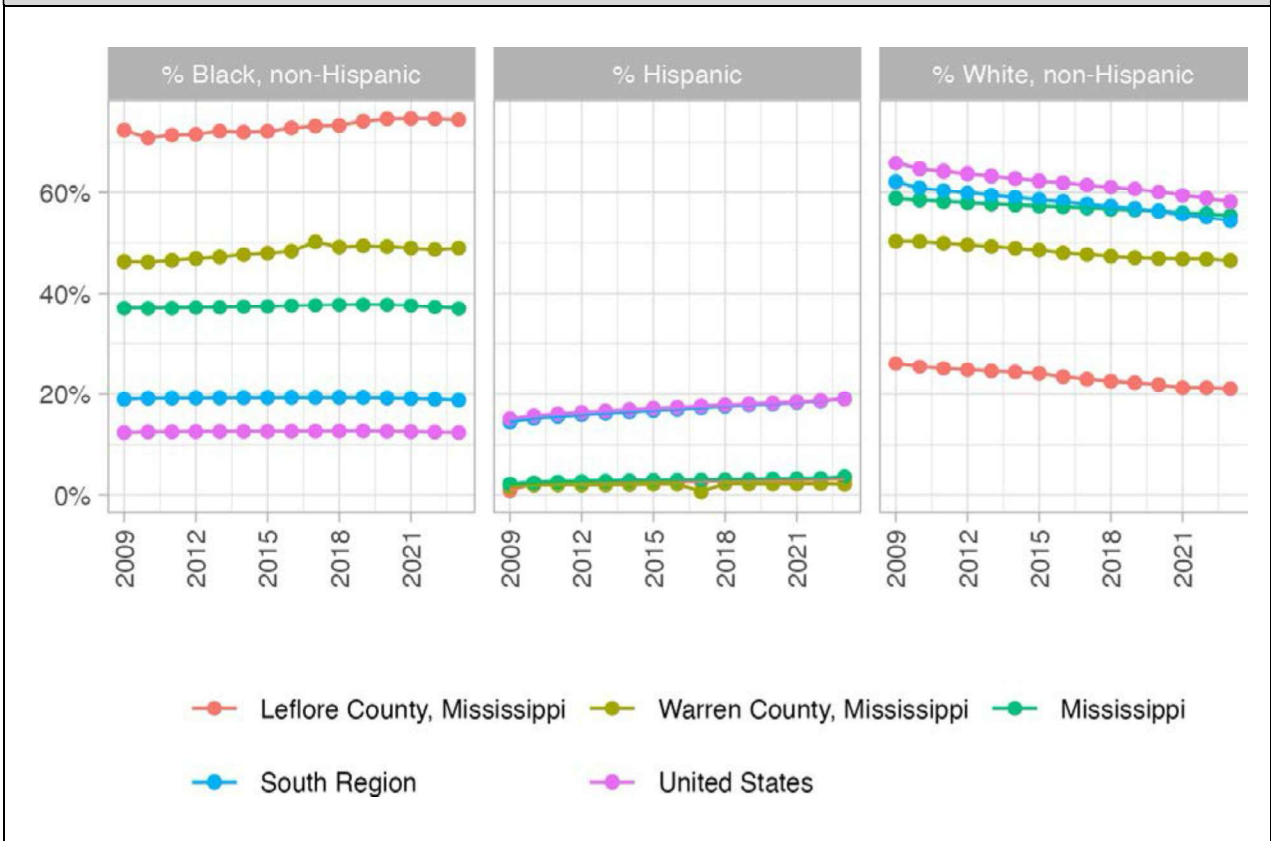 % Black, non-Hispanic % Hispanic % White, non-Hispanic
60%
40%
20%
0%
2009 2012 2015 2018 2021 2009 2012 2015 2018 2021 2009 2012 2015 2018 2021
Leflore County, Mississippi Warren County, Mississippi Mississippi
South Region United States